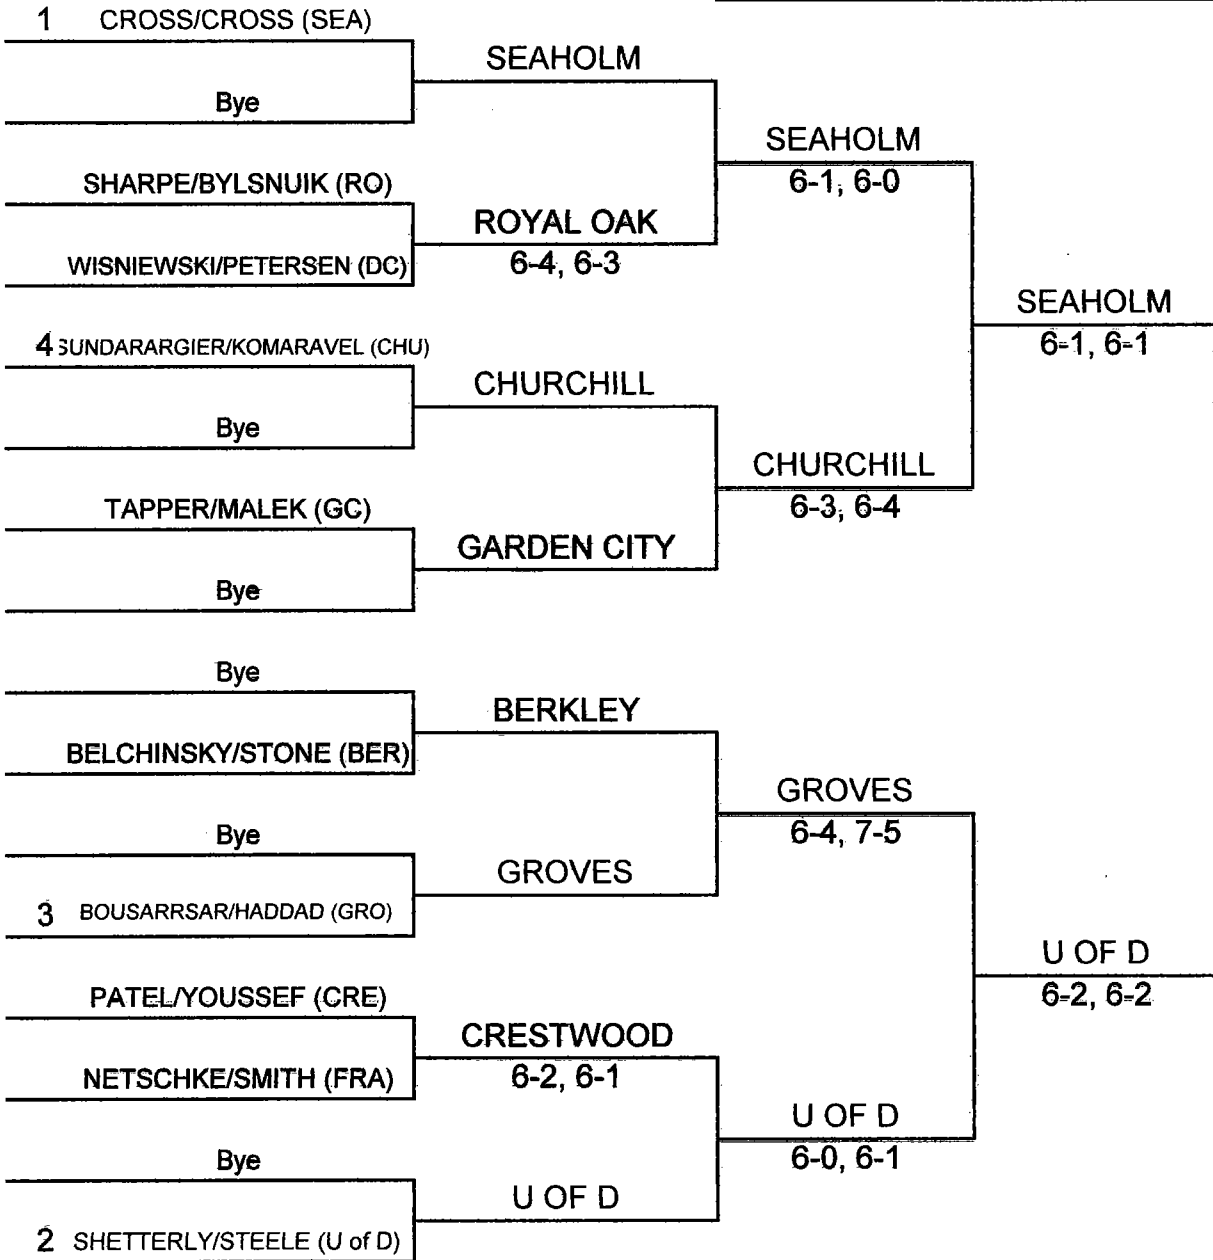 1 CROSS/CROSS (SEA)
SEAHOLM
Bye
SEAHOLM
6-1, 6-0
SHARPE/BYLSNUIK (RO)
ROYAL OAK
6-4, 6-3
WISNIEWSKI/PETERSEN (DC)
SEAHOLM
6-1, 6-1
4 SUNDARARGIER/KOMARAVEL (CHU)
CHURCHILL
Bye
CHURCHILL
6-3, 6-4
TAPPER/MALEK (GC)
GARDEN CITY
Bye
Bye
BERKLEY
BELCHINSKY/STONE (BER)
GROVES
6-4, 7-5
Bye
GROVES
3 BOUSARRSAR/HADDAD (GRO)
U OF D
6-2, 6-2
PATEL/YOUSSEF (CRE)
CRESTWOOD
6-2, 6-1
NETSCHKE/SMITH (FRA)
U OF D
6-0, 6-1
Bye
U OF D
2 SHETTERLY/STEELE (U of D)